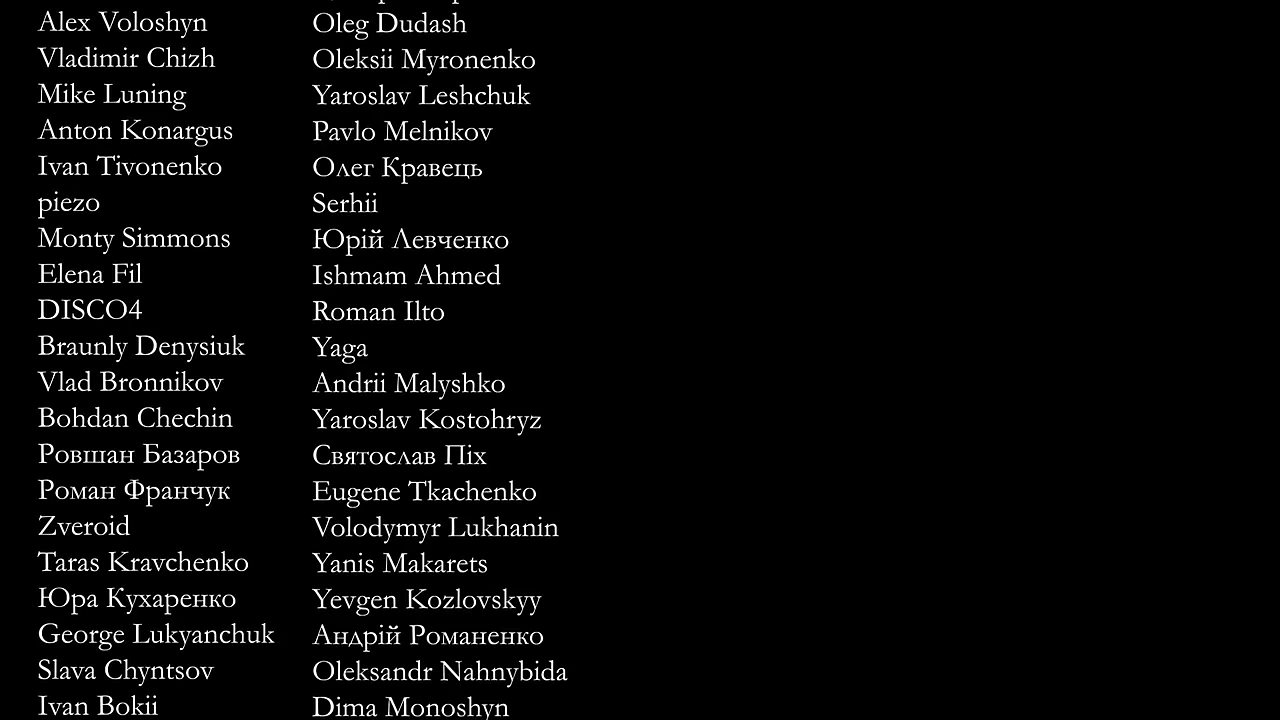 Alex Voloshyn
Vladimir Chizh
Mike Luning
Anton Konargus
Ivan Tivonenko
piezo
Monty Simmons
Elena Fil
DISCO4
Braunly Denysiuk
Vlad Bronnikov
Bohdan Chechin
Ровшан Базаров
Роман Франчук
Zveroid
Taras Kravchenko
Юра Кухаренко
George Lukyanchuk
Slava Chyntsov
Ivan Bokii
Oleg Dudash
Oleksii Myronenko
Yaroslav Leshchuk
Pavlo Melnikov
Олег Кравець
Serhii
Юрій Левченко
Ishmam Ahmed
Roman Ilto
Yaga
Andrii Malyshko
Yaroslav Kostohryz
Святослав Піх
Eugene Tkachenko
Volodymyr Lukhanin
Yanis Makarets
Yevgen Kozlovskyy
Андрій Романенко
Oleksandr Nahnybida
Dima Monoshyn